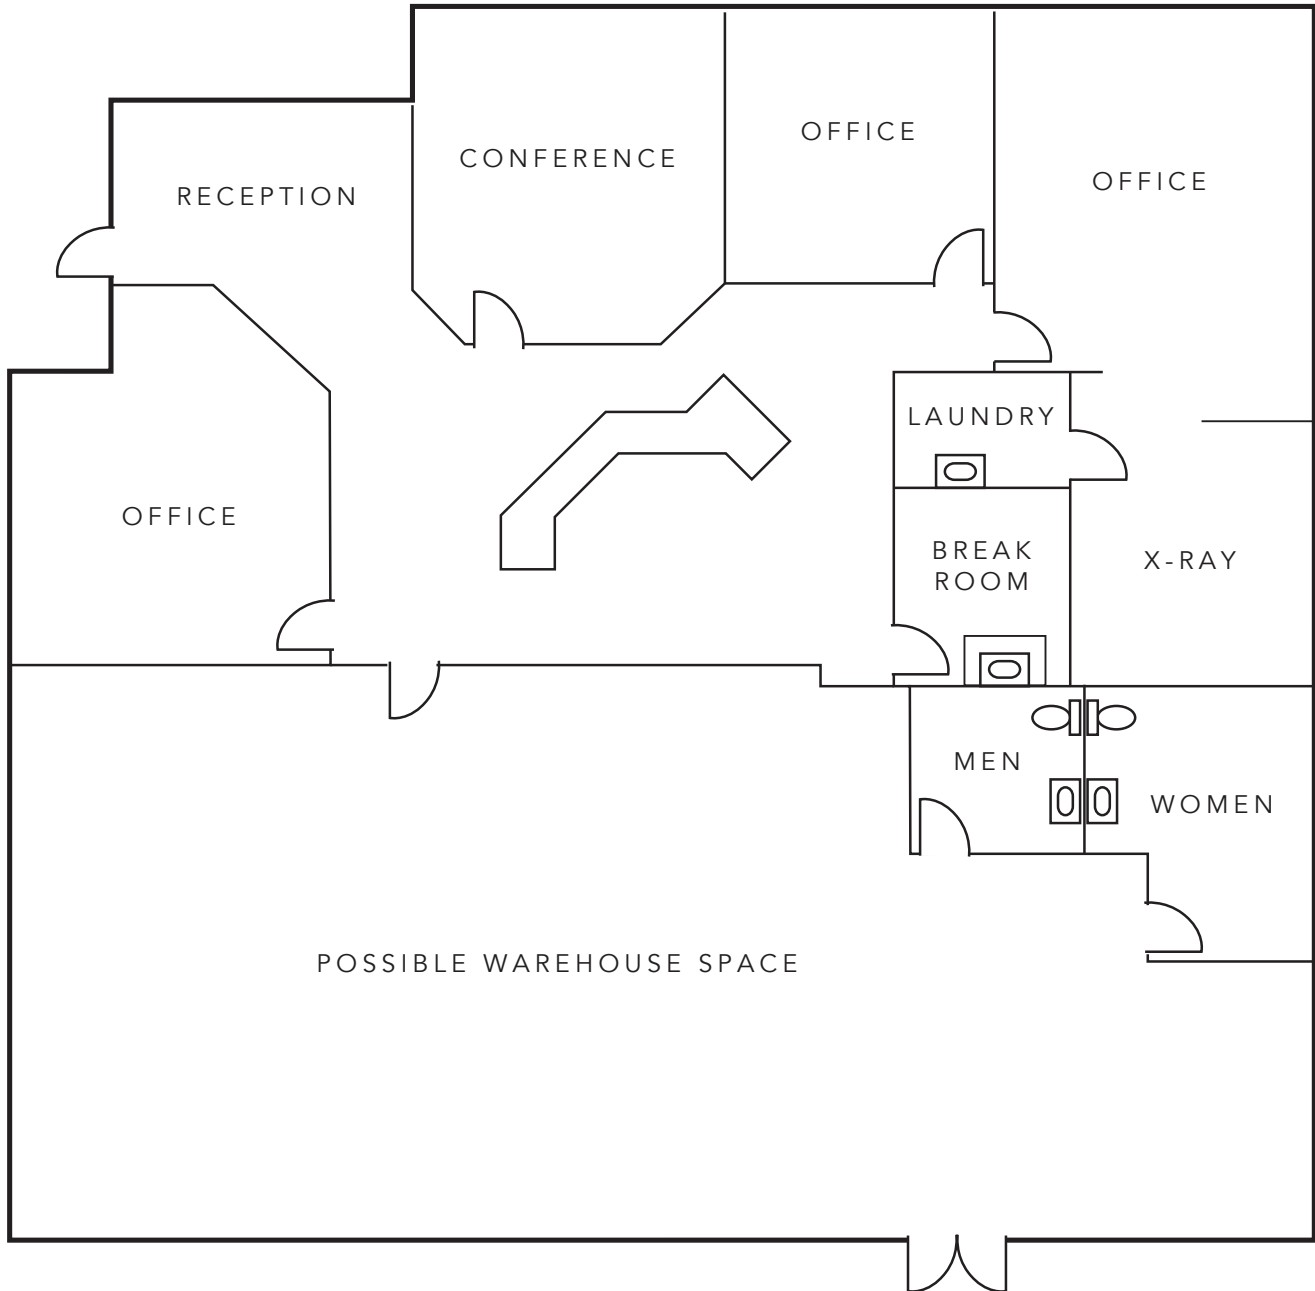 OFFICE
CONFERENCE
OFFICE
RECEPTION
LAUNDRY
OFFICE
BREAK
ROOM
X-RAY
MEN
WOMEN
POSSIBLE WAREHOUSE SPACE